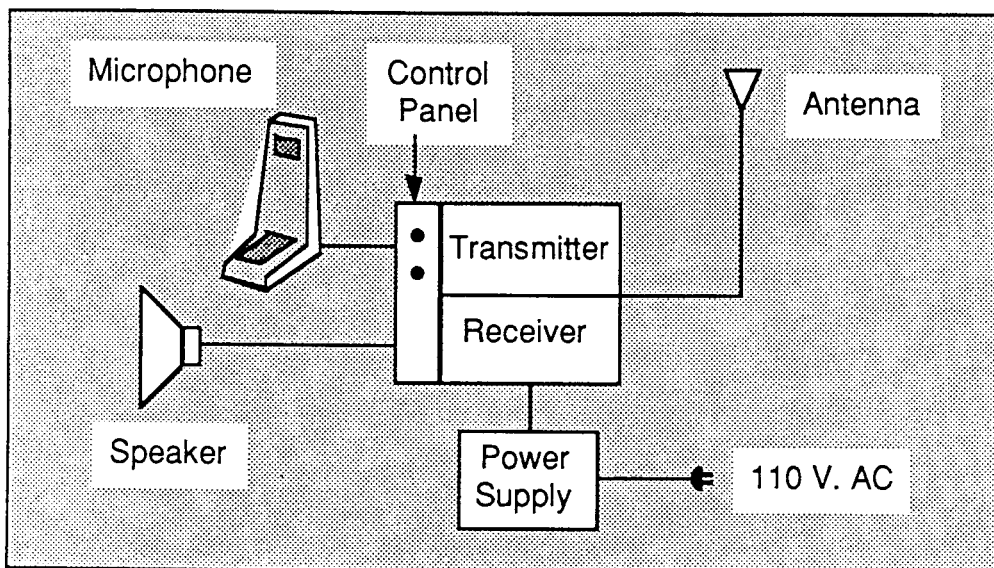 Microphone
Control
Panel
Antenna
Transmitter
Receiver
Speaker
Power
Supply
110 V. AC